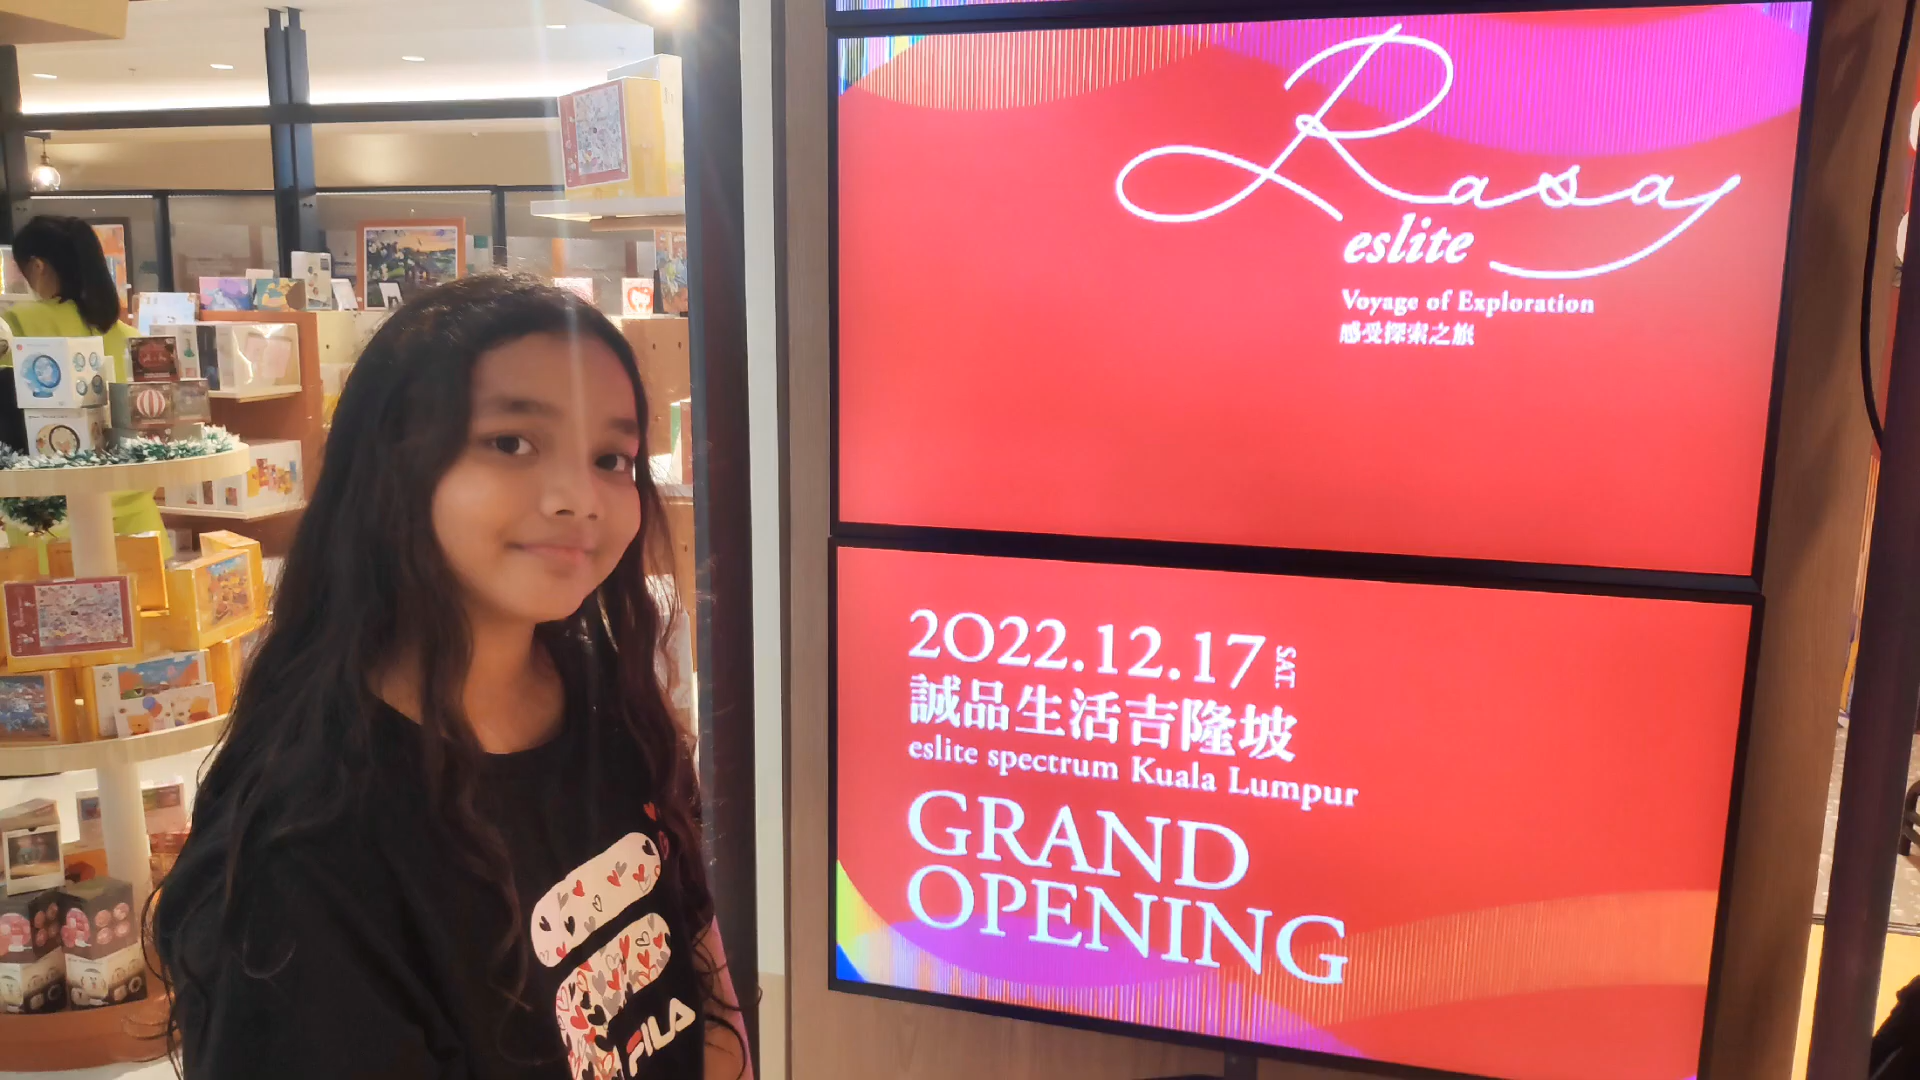 Rasa
eslite
Voyage of Exploration
感受探索之旅
2022.12.17 SAT.
誠品生活吉隆坡
eslite spectrum Kuala Lumpur
GRAND
OPENING
FILA